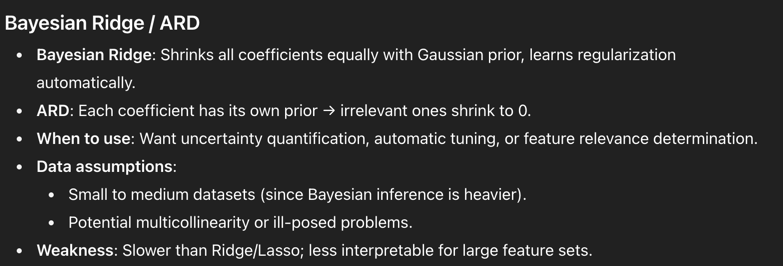 Bayesian Ridge / ARD
• Bayesian Ridge: Shrinks all coefficients equally with Gaussian prior, learns regularization
automatically.
• ARD: Each coefficient has its own prior → irrelevant ones shrink to 0.
• When to use: Want uncertainty quantification, automatic tuning, or feature relevance determination.
• Data assumptions:
• Small to medium datasets (since Bayesian inference is heavier).
• Potential multicollinearity or ill-posed problems.
• Weakness: Slower than Ridge/Lasso; less interpretable for large feature sets.